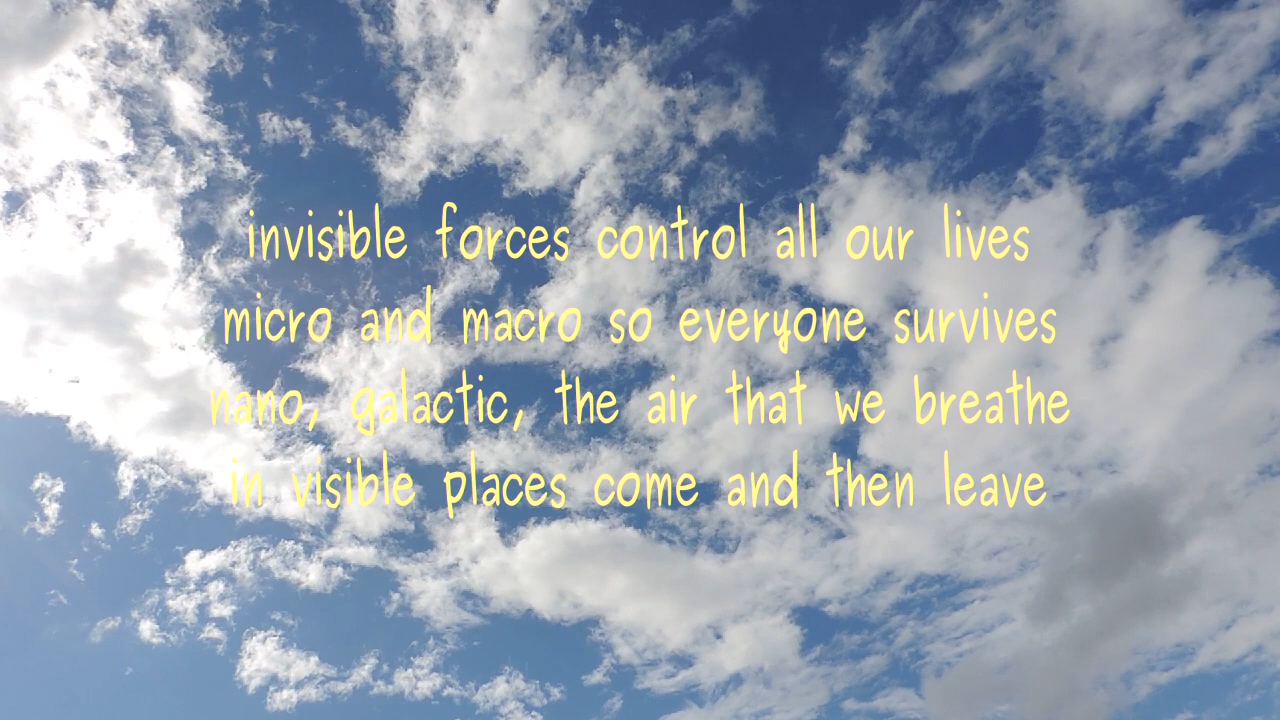 invisible forces control all our lives
micro and macro so everyone survives
nano, galactic, the air that we breathe
in visible places come and then leave